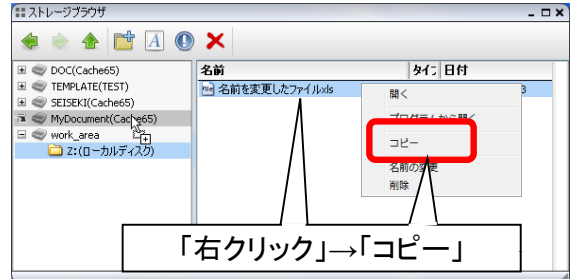 ストレージブラウザ
DOC(Cache65)
TEMPLATE(TEST)
SEISEKI(Cache65)
MyDocument(Cache65)
work_area
Z:(ローカルディスク)
名前 タイプ 日付
名前を変更したファイル.xls 3
開く
プログラムから開く
コピー
名前の変更
削除
「右クリック」→「コピー」